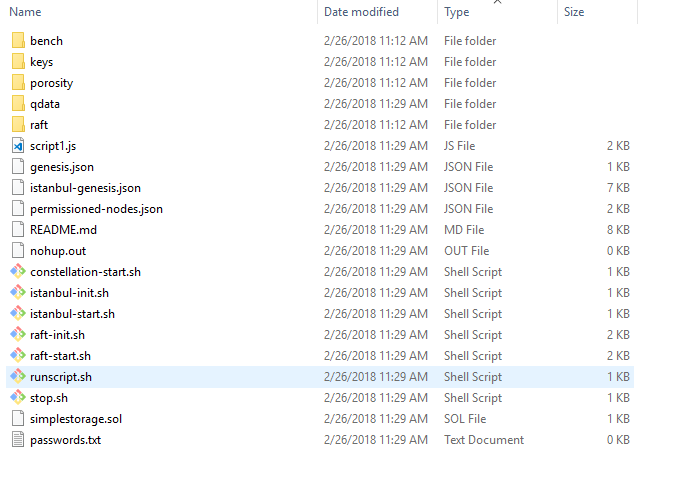 Name Date modified Type Size
bench 2/26/2018 11:12 AM File folder
keys 2/26/2018 11:12 AM File folder
porosity 2/26/2018 11:12 AM File folder
qdata 2/26/2018 11:29 AM File folder
raft 2/26/2018 11:12 AM File folder
script1.js 2/26/2018 11:29 AM JS File 2 KB
genesis.json 2/26/2018 11:29 AM JSON File 1 KB
istanbul-genesis.json 2/26/2018 11:29 AM JSON File 7 KB
permissioned-nodes.json 2/26/2018 11:29 AM JSON File 2 KB
README.md 2/26/2018 11:29 AM MD File 8 KB
nohup.out 2/26/2018 11:29 AM OUT File 0 KB
constellation-start.sh 2/26/2018 11:29 AM Shell Script 1 KB
istanbul-init.sh 2/26/2018 11:29 AM Shell Script 1 KB
istanbul-start.sh 2/26/2018 11:29 AM Shell Script 1 KB
raft-init.sh 2/26/2018 11:29 AM Shell Script 2 KB
raft-start.sh 2/26/2018 11:29 AM Shell Script 2 KB
runscript.sh 2/26/2018 11:29 AM Shell Script 1 KB
stop.sh 2/26/2018 11:29 AM Shell Script 1 KB
simplestorage.sol 2/26/2018 11:29 AM SOL File 1 KB
passwords.txt 2/26/2018 11:29 AM Text Document 0 KB